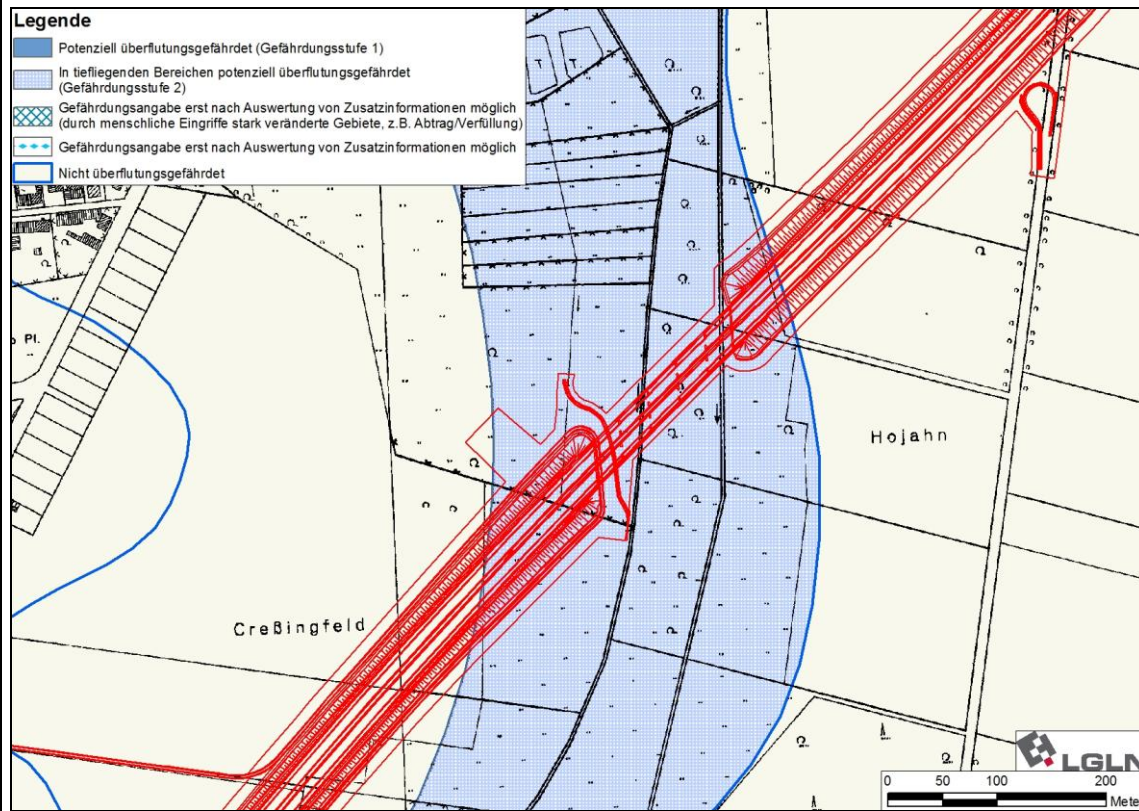 Legende
Potenziell überflutungsgefährdet (Gefährdungsstufe 1)
In tiefliegenden Bereichen potenziell überflutungsgefährdet
(Gefährdungsstufe 2)
Gefährdungsangabe erst nach Auswertung von Zusatzinformationen möglich
(durch menschliche Eingriffe stark veränderte Gebiete, z.B. Abtrag/Verfüllung)
Gefährdungsangabe erst nach Auswertung von Zusatzinformationen möglich
Nicht überflutungsgefährdet
T
T
Pl.
Hojahn
Creßingfeld
LGLN
0 50 100 200
Mete